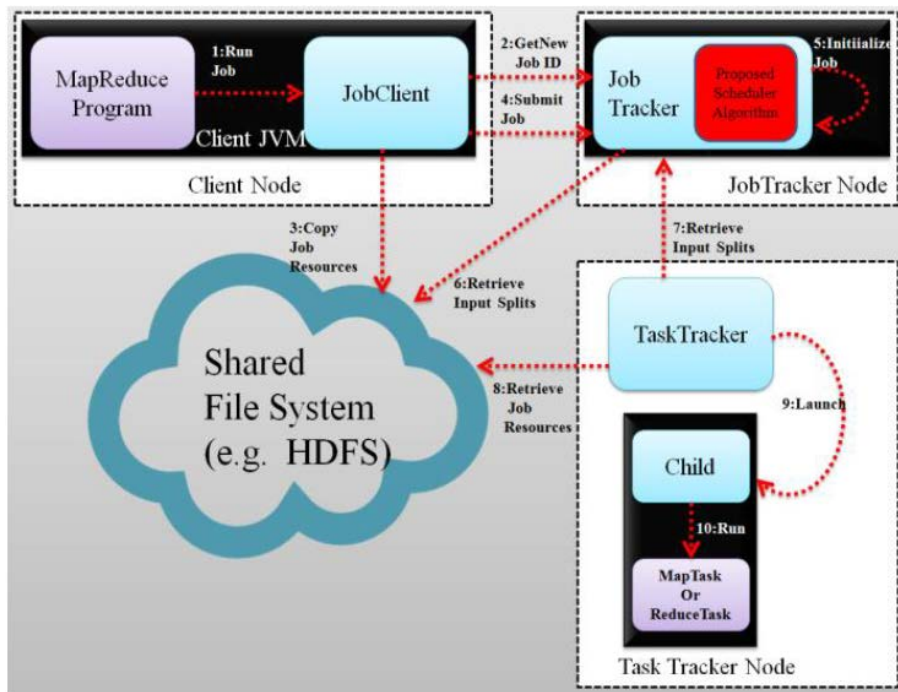 1:Run
Job
MapReduce
Program
JobClient
Client JVM
Client Node
2:GetNew
Job ID
4:Submit
Job
Job
Tracker
Proposed
Scheduler
Algorithm
5:Initiialize
Job
JobTracker Node
3:Copy
Job
Resources
6:Retrieve
Input Splits
7:Retrieve
Input Splits
Shared
File System
(e.g. HDFS)
8:Retrieve
Job
Resources
TaskTracker
9:Launch
Child
10:Run
MapTask
Or
ReduceTask
Task Tracker Node